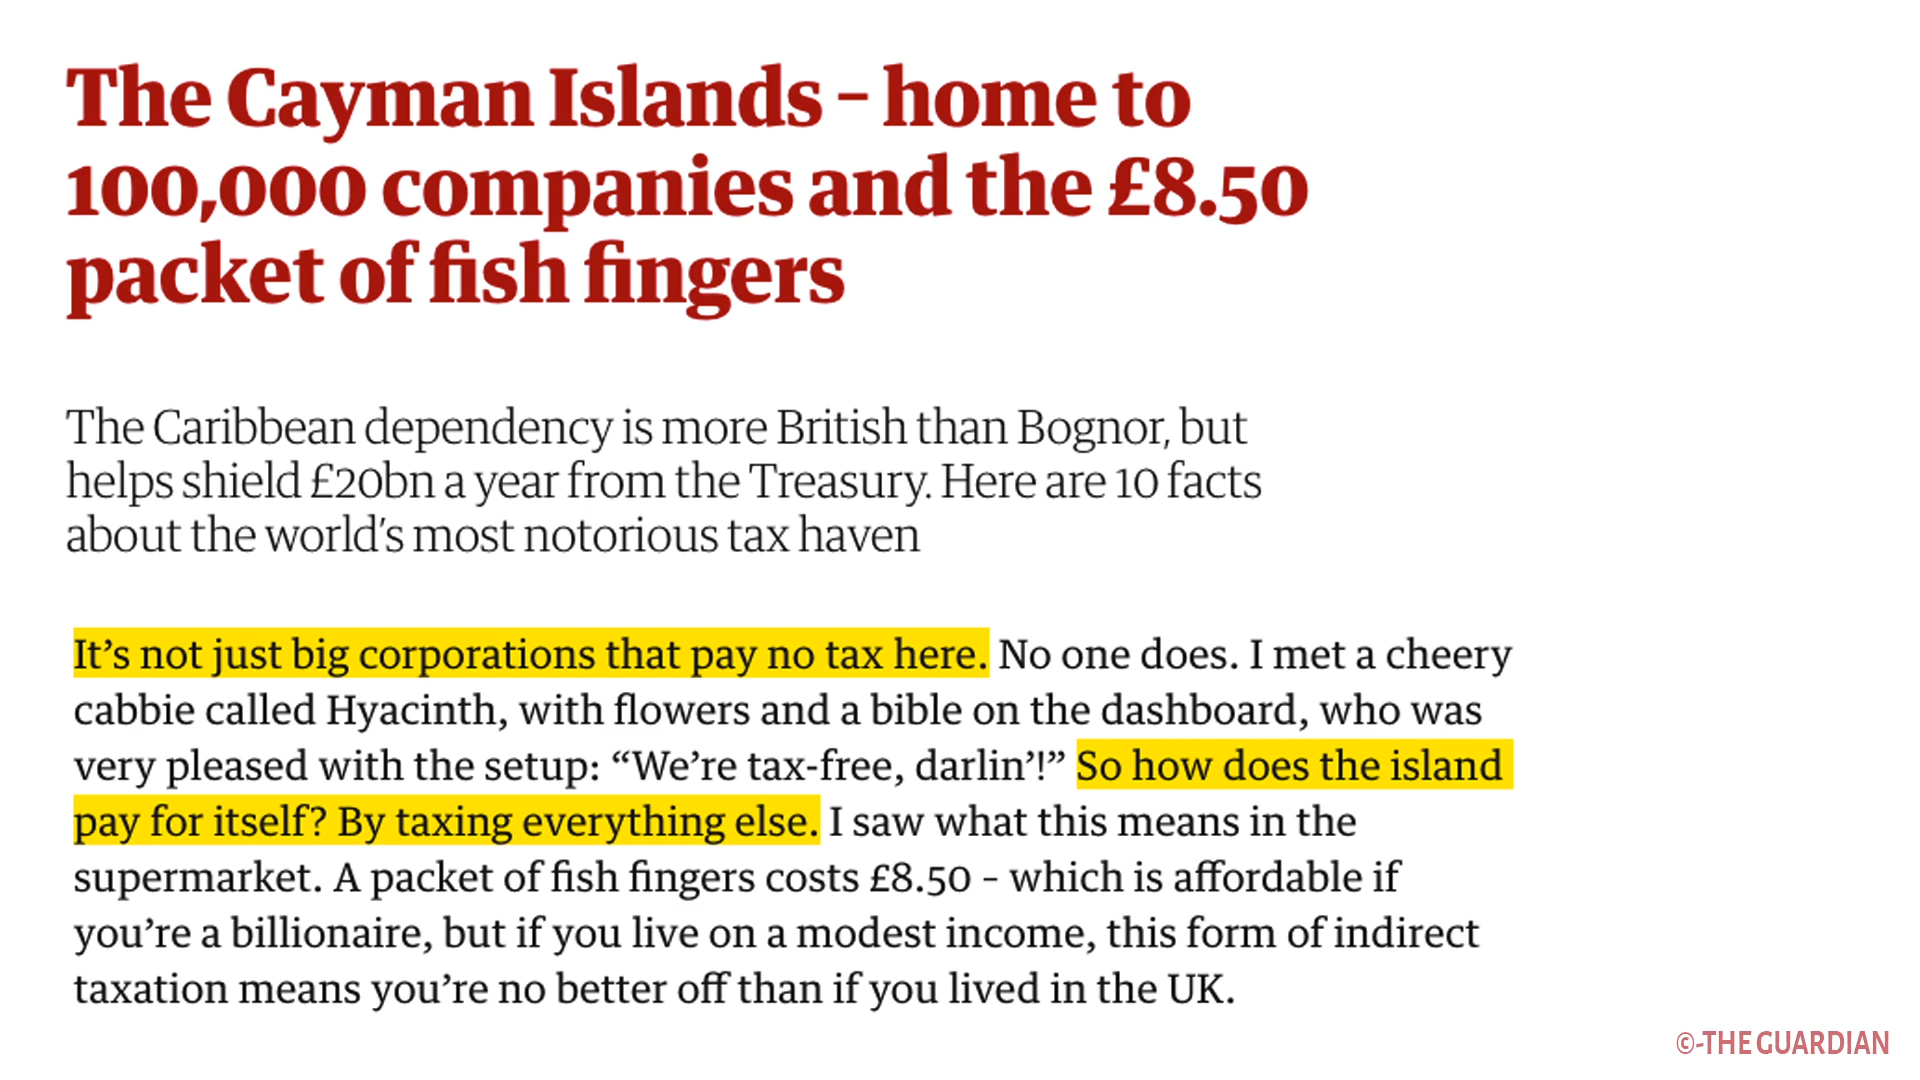 The Cayman Islands – home to
100,000 companies and the £8.50
packet of fish fingers
The Caribbean dependency is more British than Bognor, but
helps shield £20bn a year from the Treasury. Here are 10 facts
about the world’s most notorious tax haven
It’s not just big corporations that pay no tax here. No one does. I met a cheery
cabbie called Hyacinth, with flowers and a bible on the dashboard, who was
very pleased with the setup: “We’re tax-free, darlin’!” So how does the island
pay for itself? By taxing everything else. I saw what this means in the
supermarket. A packet of fish fingers costs £8.50 – which is affordable if
you’re a billionaire, but if you live on a modest income, this form of indirect
taxation means you’re no better off than if you lived in the UK.
©-THE GUARDIAN